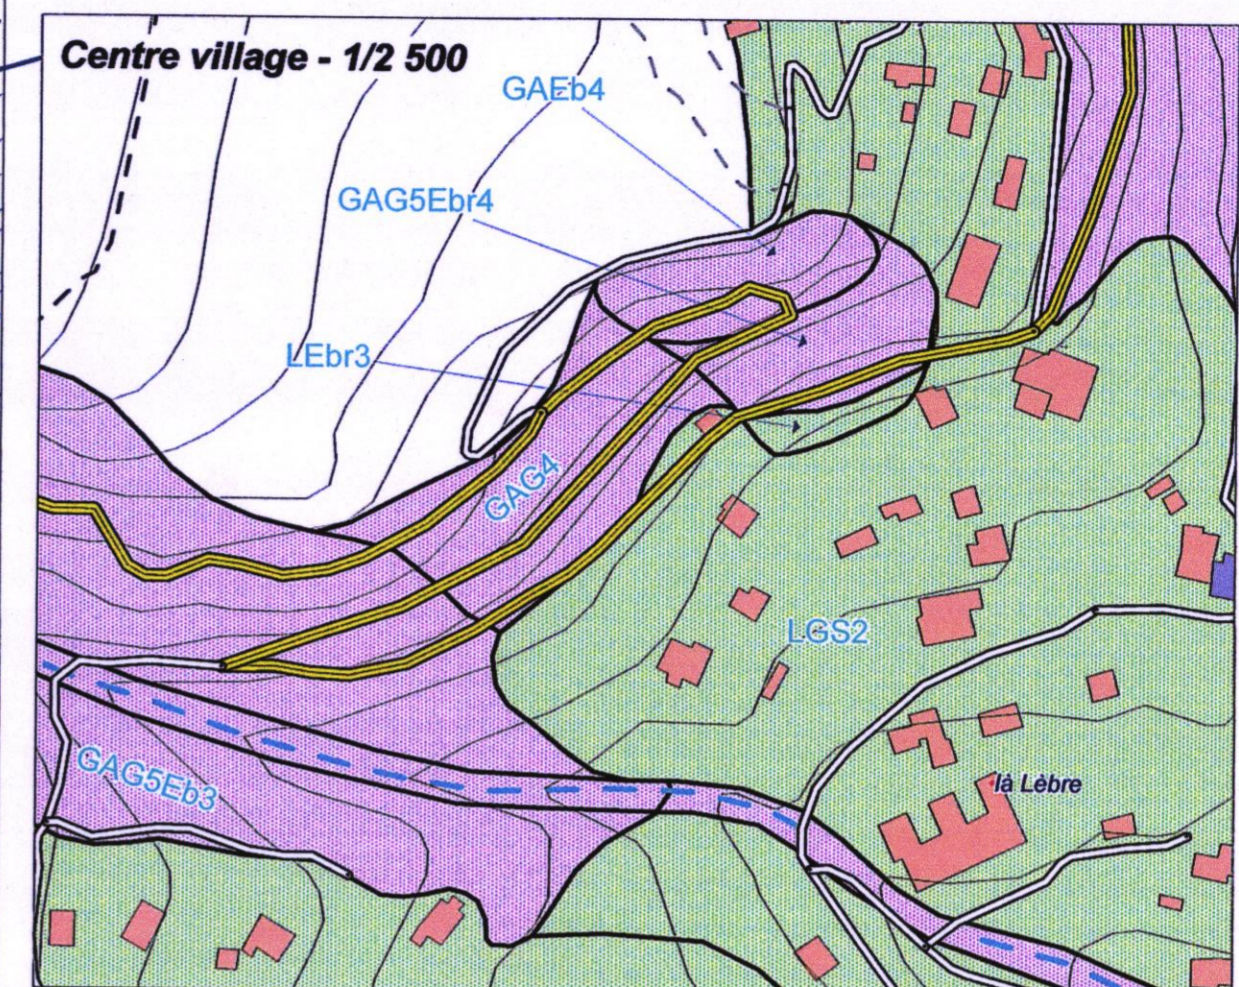 Centre village - 1/2 500
GAEb4
GAG5Ebr4
LEbr3
GAG4
LGS2
GAG5Eb3
là Lèbre